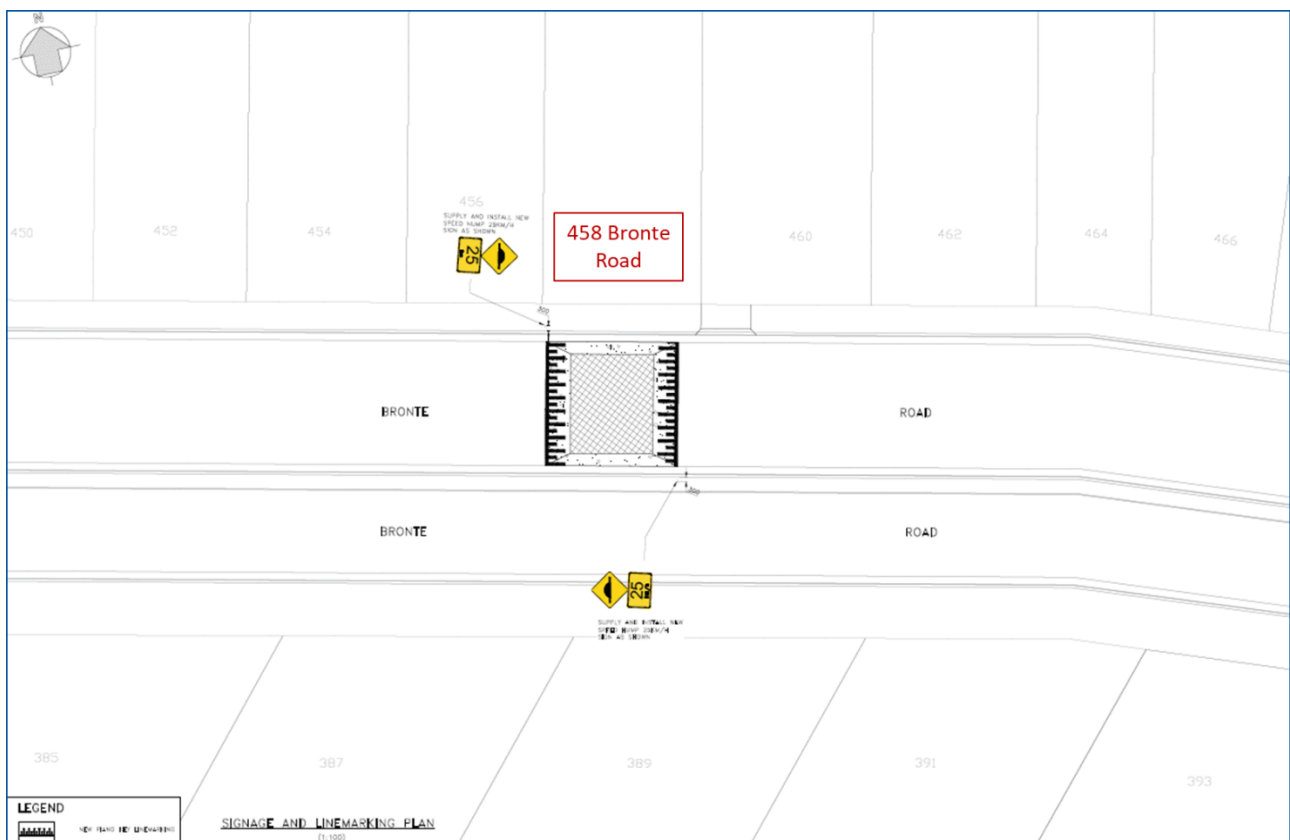 N
456
SUPPLY AND INSTALL NEW
SPEED HUMP 25KM/H
SIGN AS SHOWN
458 Bronte
Road
450
452
454
460
462
464
466
25
300
BRONTE
ROAD
BRONTE
ROAD
25
SUPPLY AND INSTALL NEW
SPEED HUMP 25KM/H
SIGN AS SHOWN
385
387
389
391
393
LEGEND
NEW PIANO KEY LINEMARKING
SIGNAGE AND LINEMARKING PLAN
(1:100)